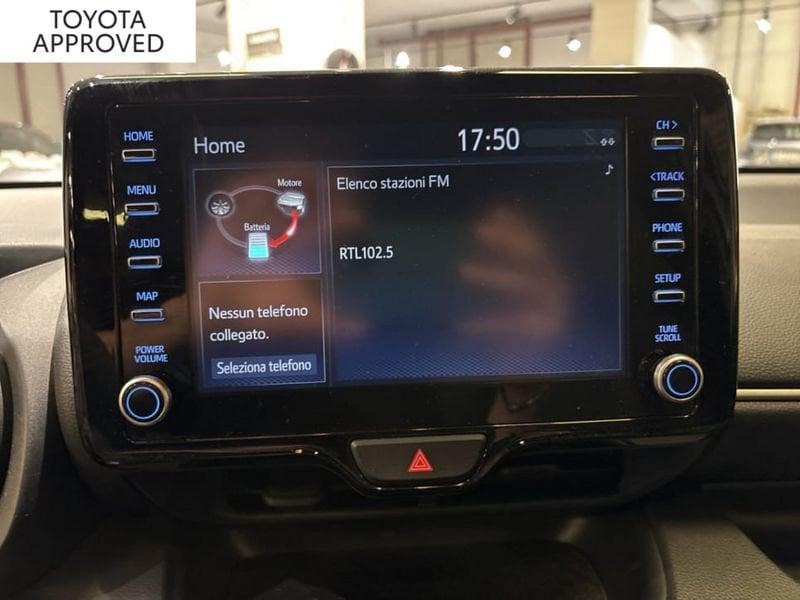 TOYOTA
APPROVED
HOME
MENU
AUDIO
MAP
POWER
VOLUME
Home
17:50
Motore
Batteria
Nessun telefono
collegato.
Seleziona telefono
Elenco stazioni FM
RTL102.5
CH >
<TRACK
PHONE
SETUP
TUNE
SCROLL